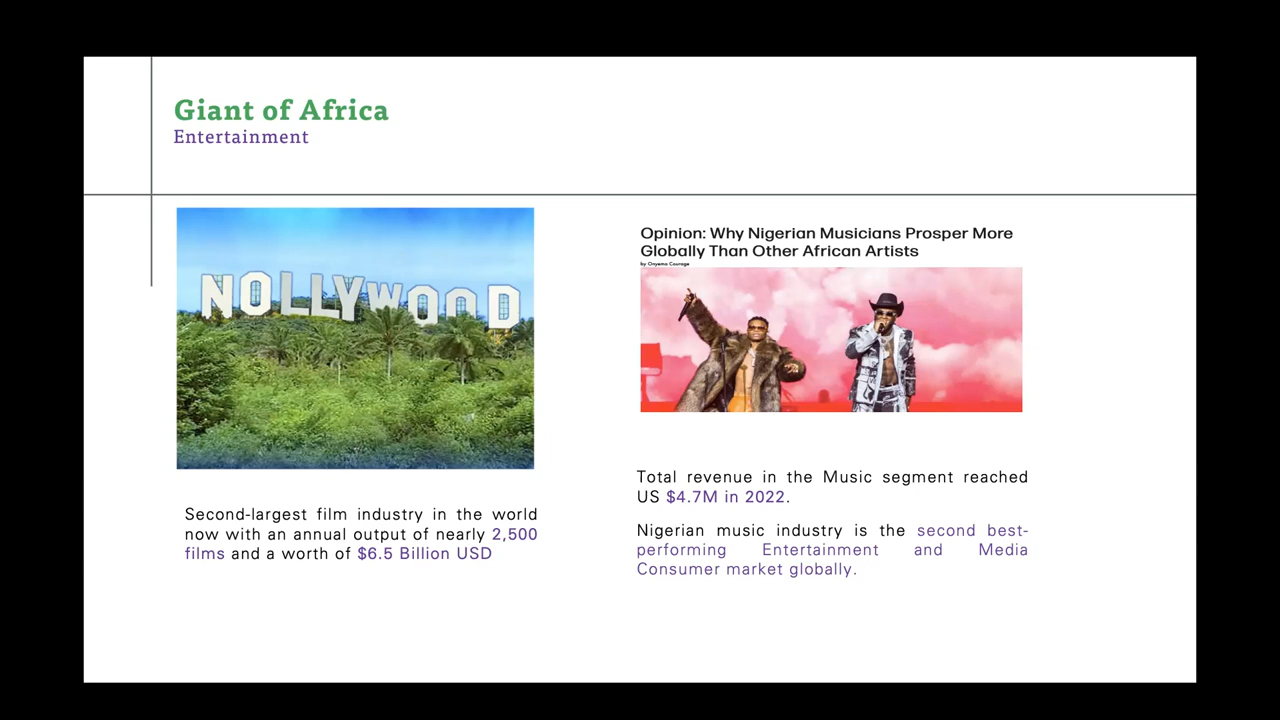 Giant of Africa
Entertainment
NOLLYWOOD
Second-largest film industry in the world
now with an annual output of nearly 2,500
films and a worth of $6.5 Billion USD
Opinion: Why Nigerian Musicians Prosper More
Globally Than Other African Artists
by Onyema Courage
Total revenue in the Music segment reached
US $4.7M in 2022.
Nigerian music industry is the second best-
performing Entertainment and Media
Consumer market globally.